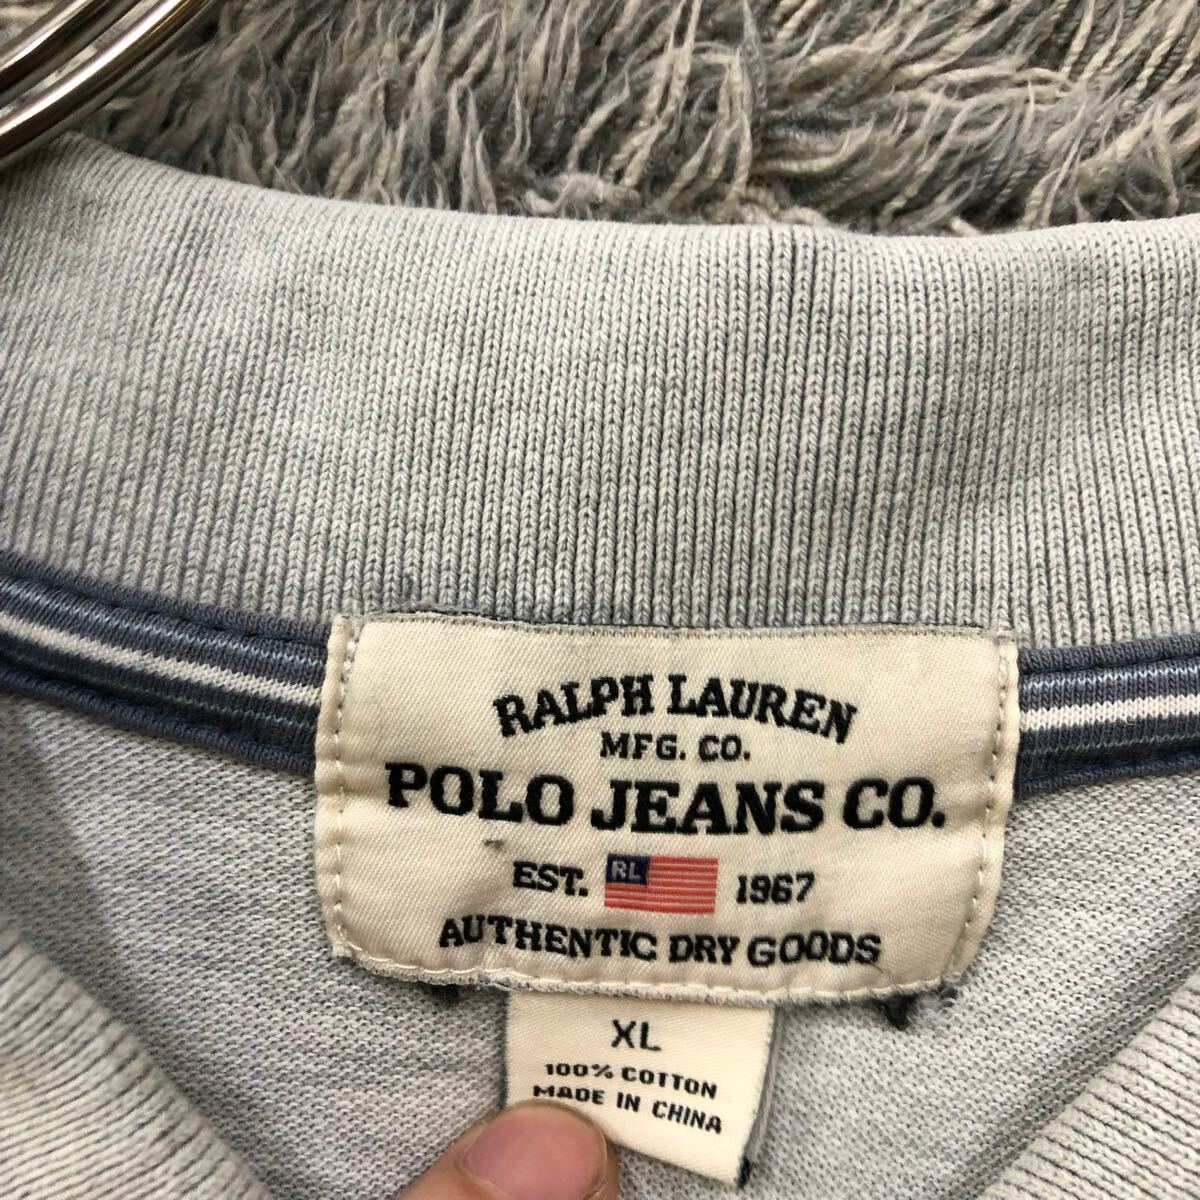 RALPH LAUREN
MFG. CO.
POLO JEANS CO.
EST. RL 1967
AUTHENTIC DRY GOODS
XL
100% COTTON
MADE IN CHINA